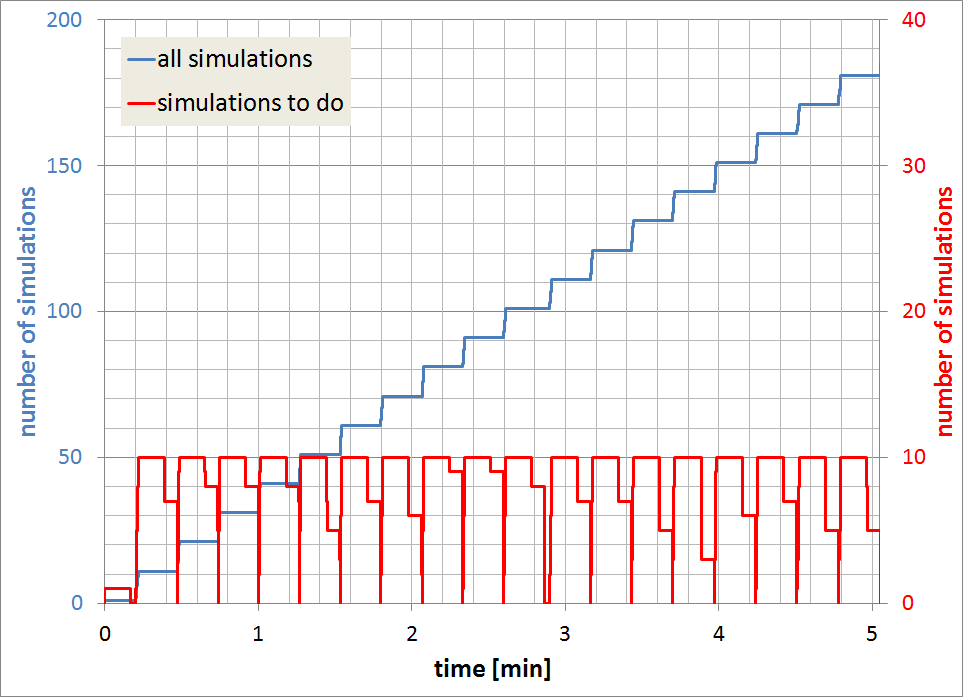 200
150
100
50
0
number of simulations
all simulations
simulations to do
40
30
20
10
0
number of simulations
0 1 2 3 4 5
time [min]